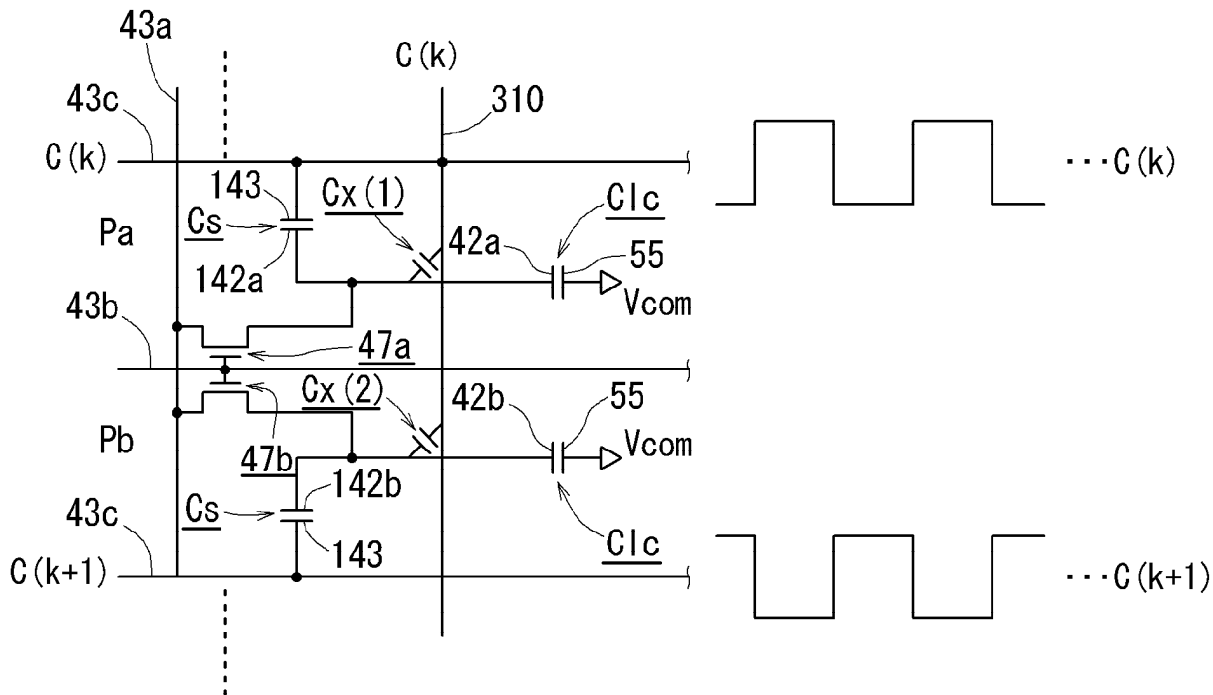 43a
C(k)
43c
310
C(k)
143
Cx(1)
Clc
···C(k)
Pa
Cs
42a
55
142a
Vcom
43b
47a
Cx(2)
42b
55
Pb
Vcom
47b
142b
43c
Cs
143
Clc
C(k+1)
···C(k+1)